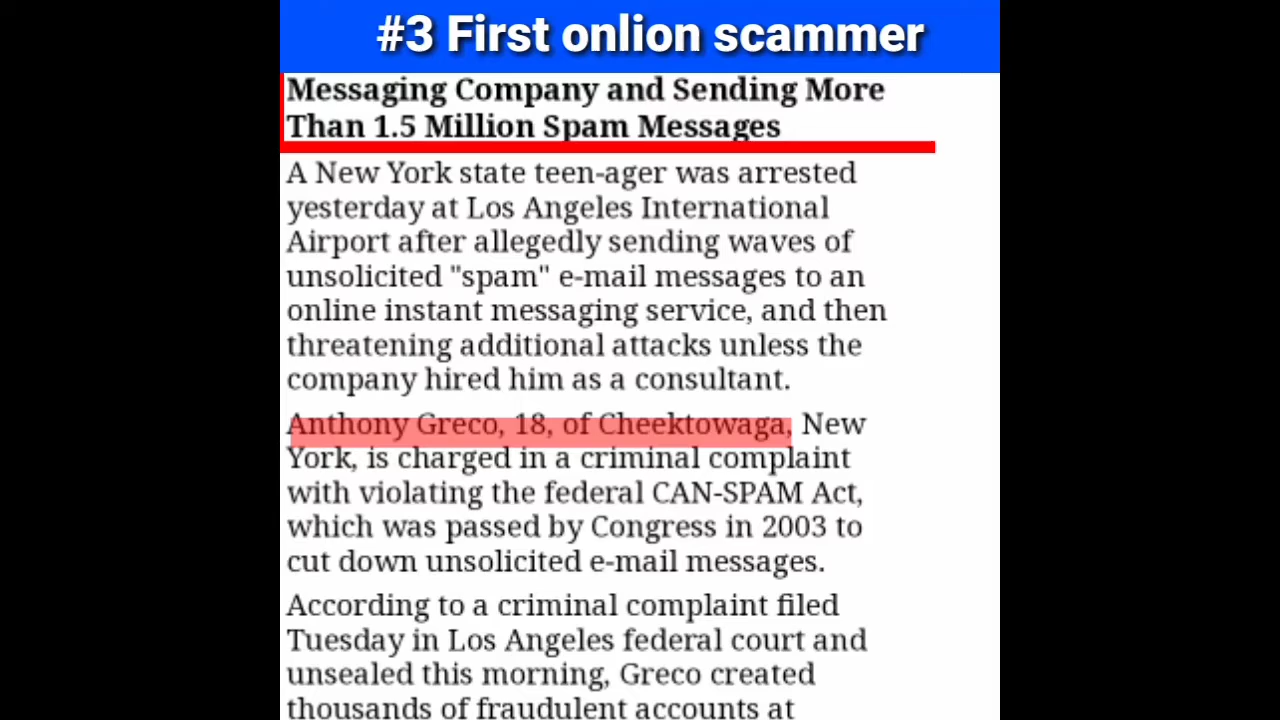 #3 First onlion scammer
Messaging Company and Sending More
Than 1.5 Million Spam Messages
A New York state teen-ager was arrested
yesterday at Los Angeles International
Airport after allegedly sending waves of
unsolicited "spam" e-mail messages to an
online instant messaging service, and then
threatening additional attacks unless the
company hired him as a consultant.
Anthony Greco, 18, of Cheektowaga, New
York, is charged in a criminal complaint
with violating the federal CAN-SPAM Act,
which was passed by Congress in 2003 to
cut down unsolicited e-mail messages.
According to a criminal complaint filed
Tuesday in Los Angeles federal court and
unsealed this morning, Greco created
thousands of fraudulent accounts at